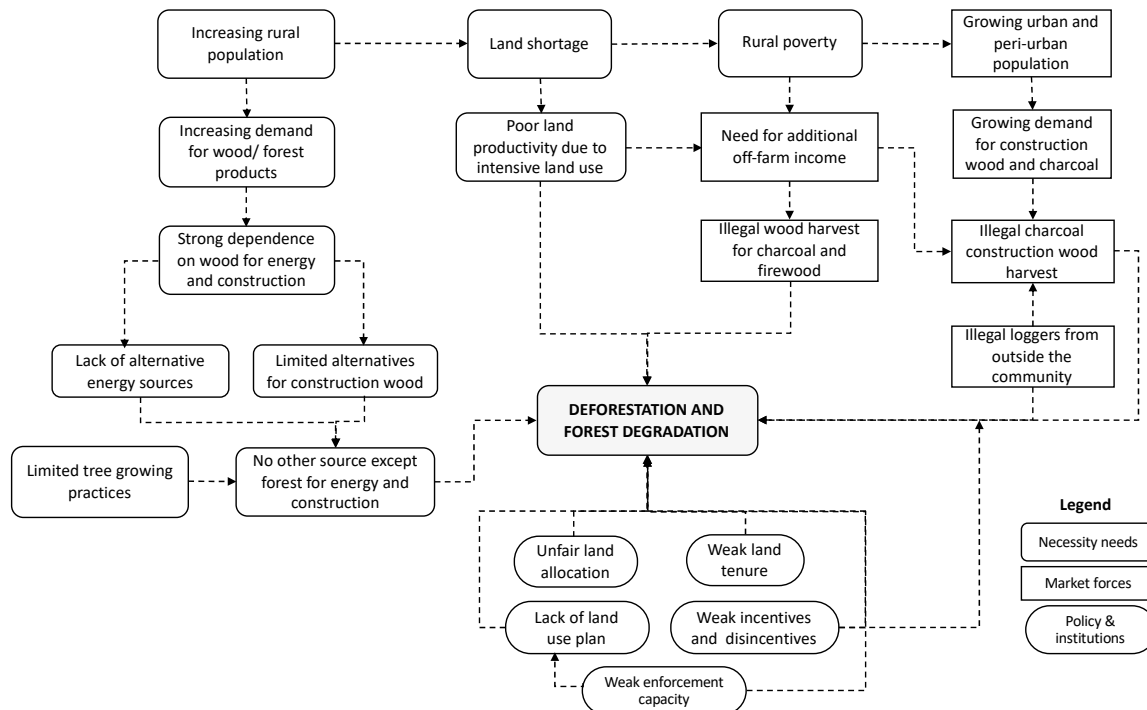 Increasing rural
population
Land shortage
Rural poverty
Growing urban and
peri-urban
population
Increasing demand
for wood/ forest
products
Poor land
productivity due to
intensive land use
Need for additional
off-farm income
Growing demand
for construction
wood and charcoal
Strong dependence
on wood for energy
and construction
Illegal wood harvest
for charcoal and
firewood
Illegal charcoal
construction wood
harvest
Lack of alternative
energy sources
Limited alternatives
for construction wood
Illegal loggers from
outside the
community
DEFORESTATION AND
FOREST DEGRADATION
Limited tree growing
practices
No other source except
forest for energy and
construction
Unfair land
allocation
Weak land
tenure
Lack of land
use plan
Weak incentives
and disincentives
Weak enforcement
capacity
Legend
Necessity needs
Market forces
Policy &
institutions